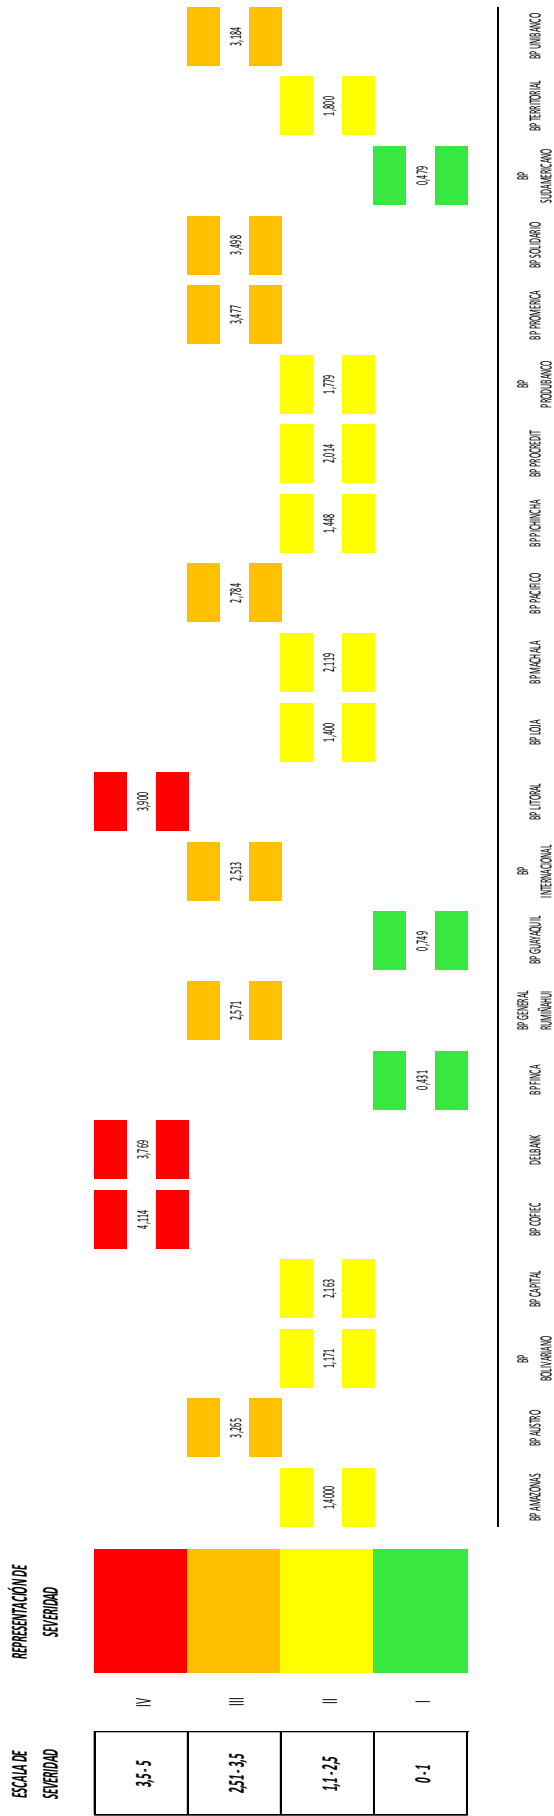 ESCALA DE
SEVERIDAD
REPRESENTACIÓN DE
SEVERIDAD
3,5 - 5
IV
4,114
3,769
3,900
2,51 - 3,5
III
3,265
2,571
2,513
2,784
3,477
3,498
3,184
1,1 - 2,5
II
1,4000
1,171
2,163
1,400
2,119
1,448
2,014
1,779
1,800
0 - 1
I
0,431
0,749
0,479
BP AMAZONAS
BP AUSTRO
BP
BOLIVARIANO
BP CAPITAL
BP COFIEC
DELBANK
BP FINCA
BP GENERAL
RUMIÑAHUI
BP GUAYAQUIL
BP
INTERNACIONAL
BP LITORAL
BP LOJA
BP MACHALA
BP PACIFICO
BP PICHINCHA
BP PROCREDIT
BP
PRODUBANCO
BP PROMERICA
BP SOLIDARIO
BP
SUDAMERICANO
BP TERRITORIAL
BP UNIBANCO